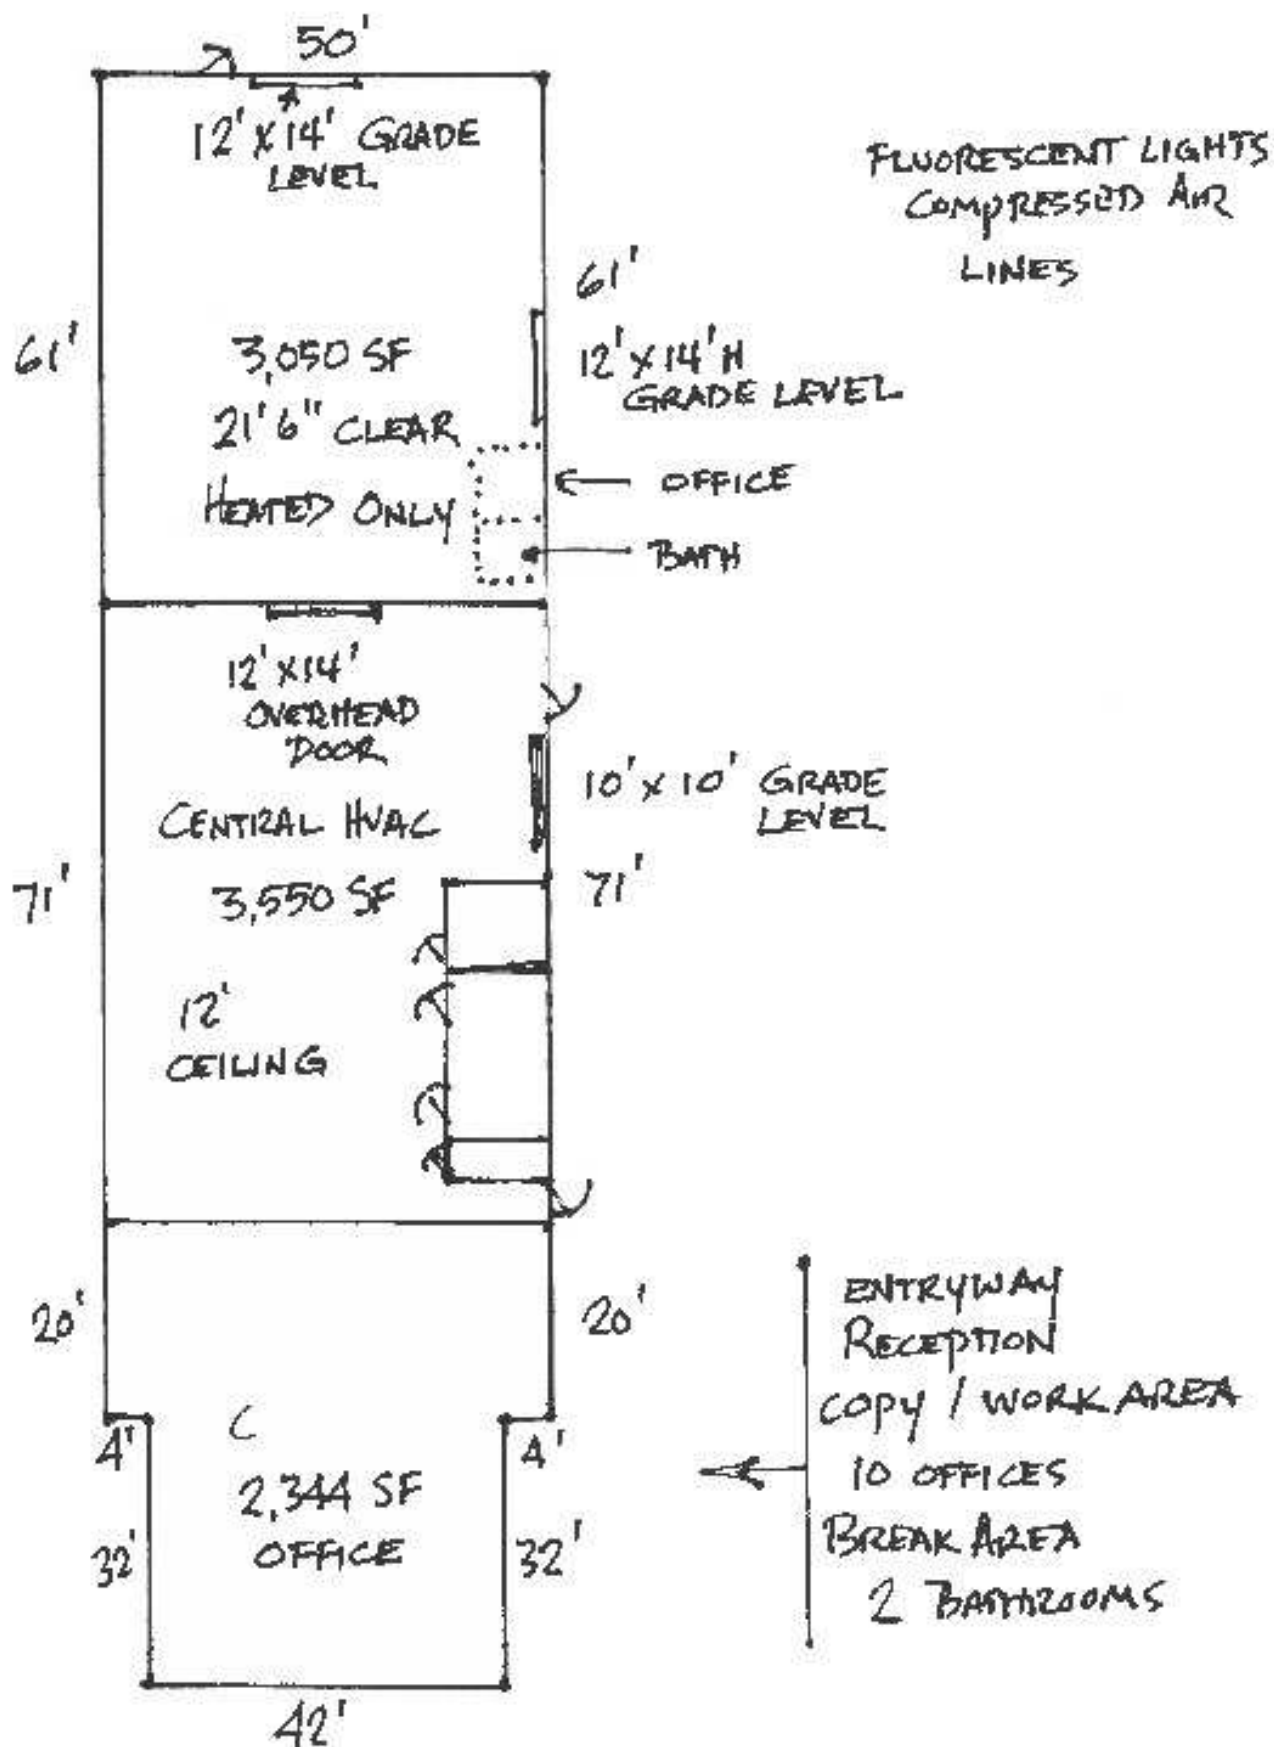 50'
12' X 14' GRADE
LEVEL
FLUORESCENT LIGHTS
COMPRESSED AIR
LINES
61'
61'
3,050 SF
12' X 14' H
GRADE LEVEL
21' 6" CLEAR
HEATED ONLY
OFFICE
BATH
12' X 14'
OVERHEAD
DOOR
10' X 10' GRADE
LEVEL
CENTRAL HVAC
71'
3,550 SF
71'
12'
CEILING
20'
20'
ENTRYWAY
RECEPTION
COPY / WORK AREA
10 OFFICES
BREAK AREA
2 BATHROOMS
4'
C
4'
2,344 SF
OFFICE
32'
32'
42'